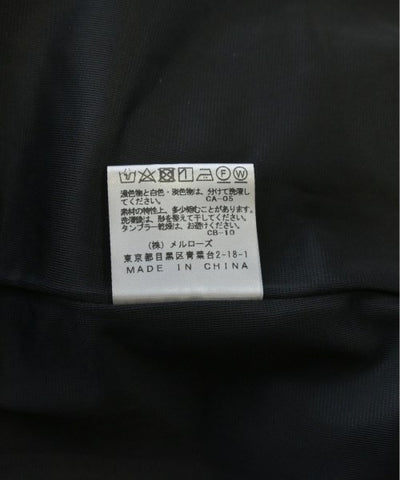 濃色物と白色・淡色物は、分けて洗濯し
てください。 CA-05
素材の特性上、多少縮むことがあります。
洗濯後は、形を整えて干してください。
タンブラー乾燥は、お避けください。
CB-10
(株) メルローズ
東京都目黒区青葉台2-18-1
MADE IN CHINA